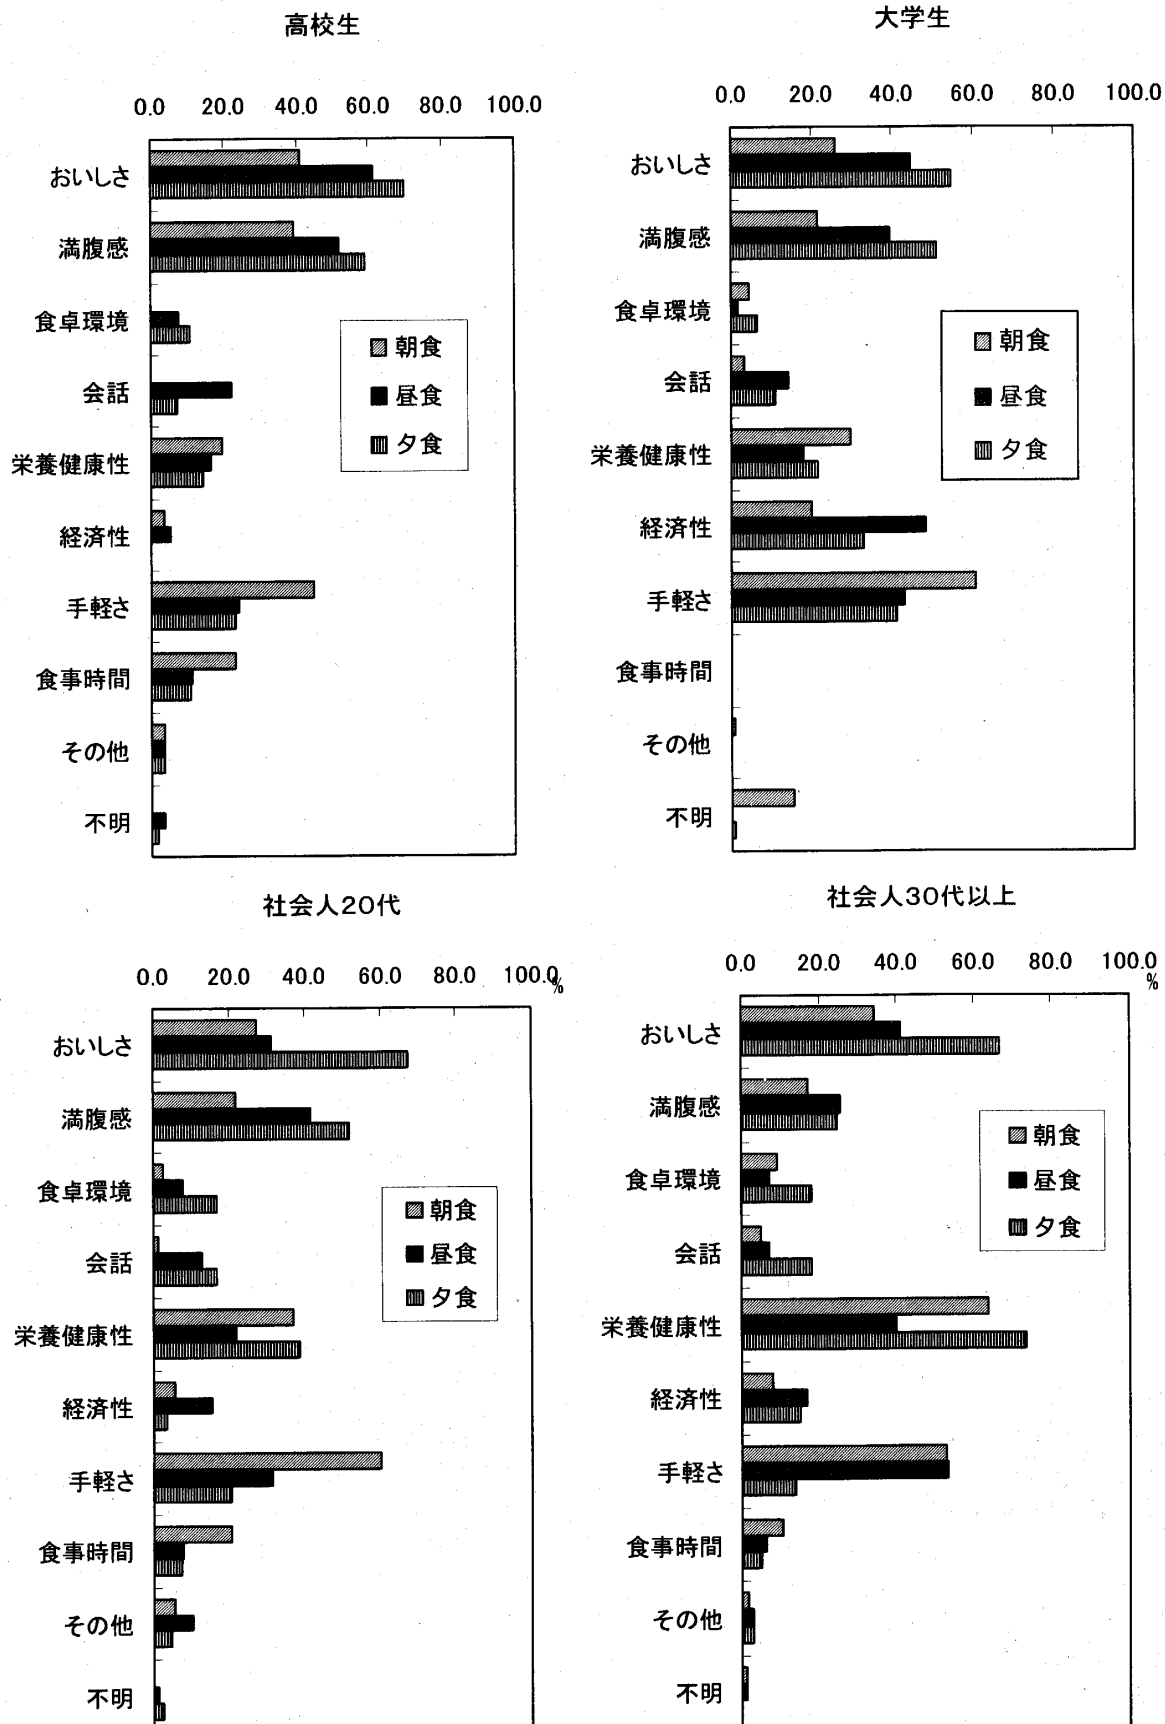 高校生
0.0 20.0 40.0 60.0 80.0 100.0
おいしさ
満腹感
食卓環境
会話
栄養健康性
経済性
手軽さ
食事時間
その他
不明
朝食
昼食
夕食
大学生
0.0 20.0 40.0 60.0 80.0 100.0
おいしさ
満腹感
食卓環境
会話
栄養健康性
経済性
手軽さ
食事時間
その他
不明
朝食
昼食
夕食
社会人20代
0.0 20.0 40.0 60.0 80.0 100.0
%
おいしさ
満腹感
食卓環境
会話
栄養健康性
経済性
手軽さ
食事時間
その他
不明
朝食
昼食
夕食
社会人30代以上
0.0 20.0 40.0 60.0 80.0 100.0
%
おいしさ
満腹感
食卓環境
会話
栄養健康性
経済性
手軽さ
食事時間
その他
不明
朝食
昼食
夕食